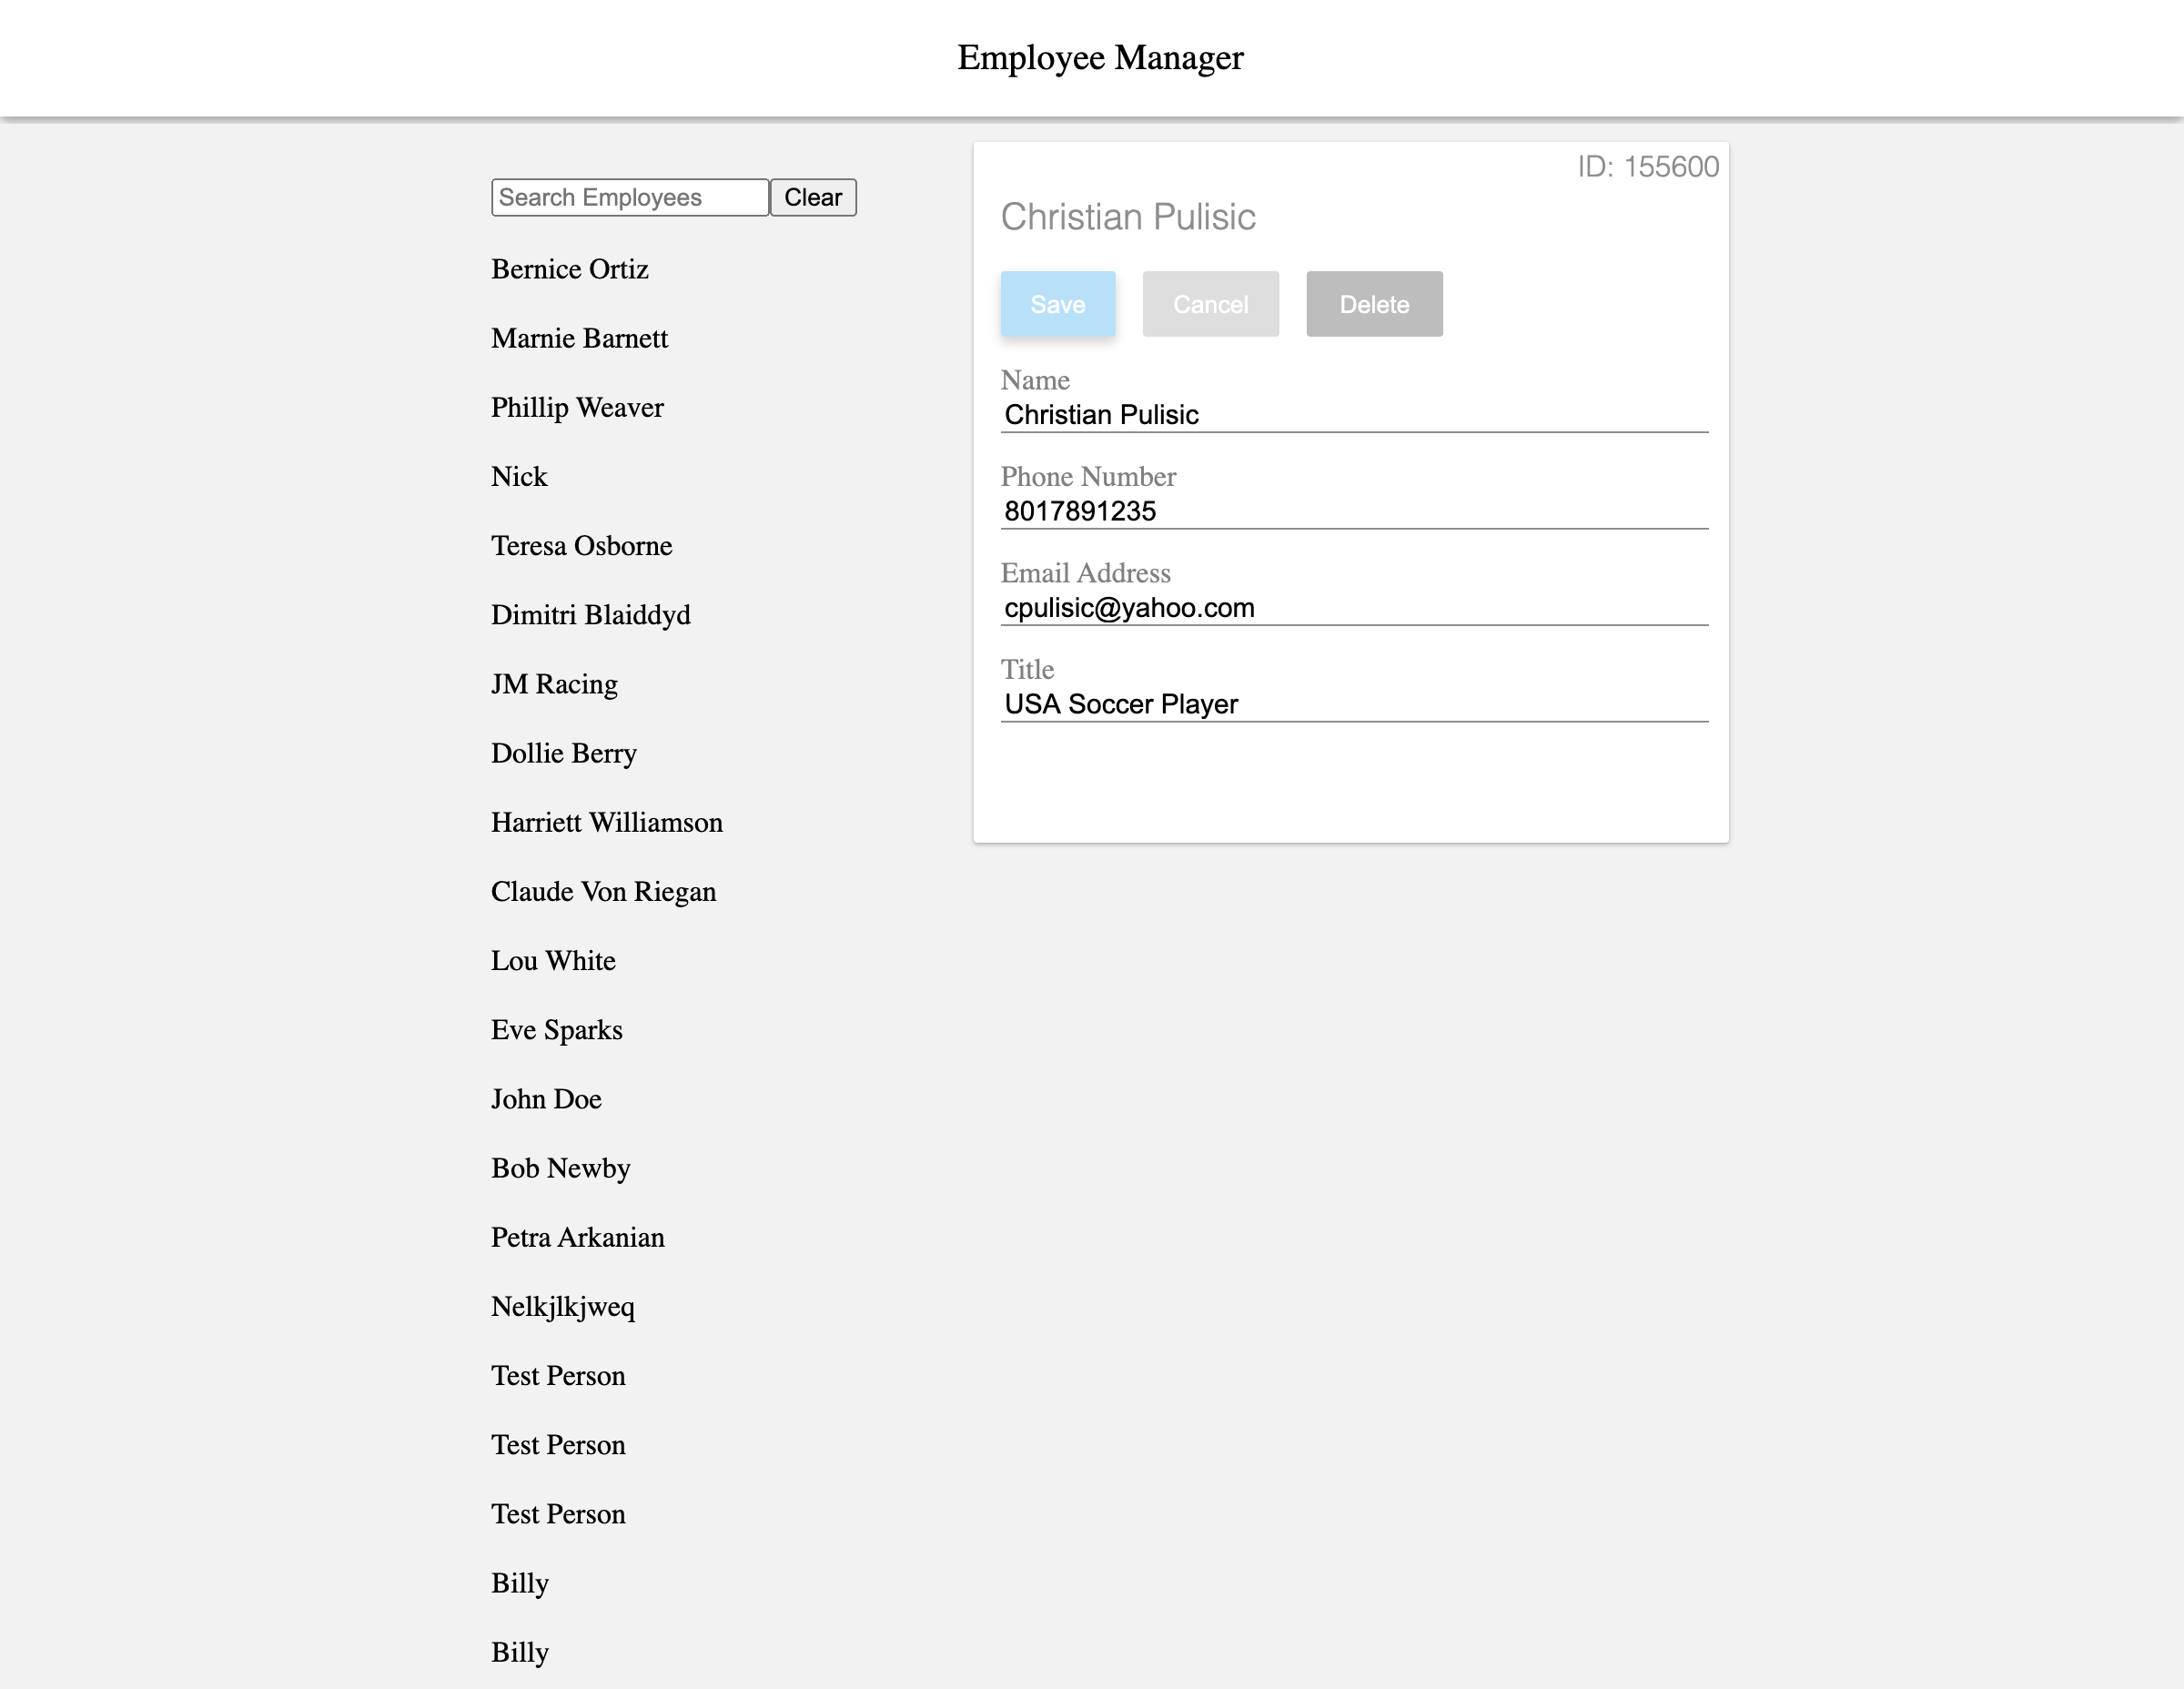 Employee Manager
Search Employees Clear
Bernice Ortiz
Marnie Barnett
Phillip Weaver
Nick
Teresa Osborne
Dimitri Blaiddyd
JM Racing
Dollie Berry
Harriett Williamson
Claude Von Riegan
Lou White
Eve Sparks
John Doe
Bob Newby
Petra Arkanian
Nelkjlkjweq
Test Person
Test Person
Test Person
Billy
Billy
ID: 155600
Christian Pulisic
Save Cancel Delete
Name
Christian Pulisic
Phone Number
8017891235
Email Address
cpulisic@yahoo.com
Title
USA Soccer Player